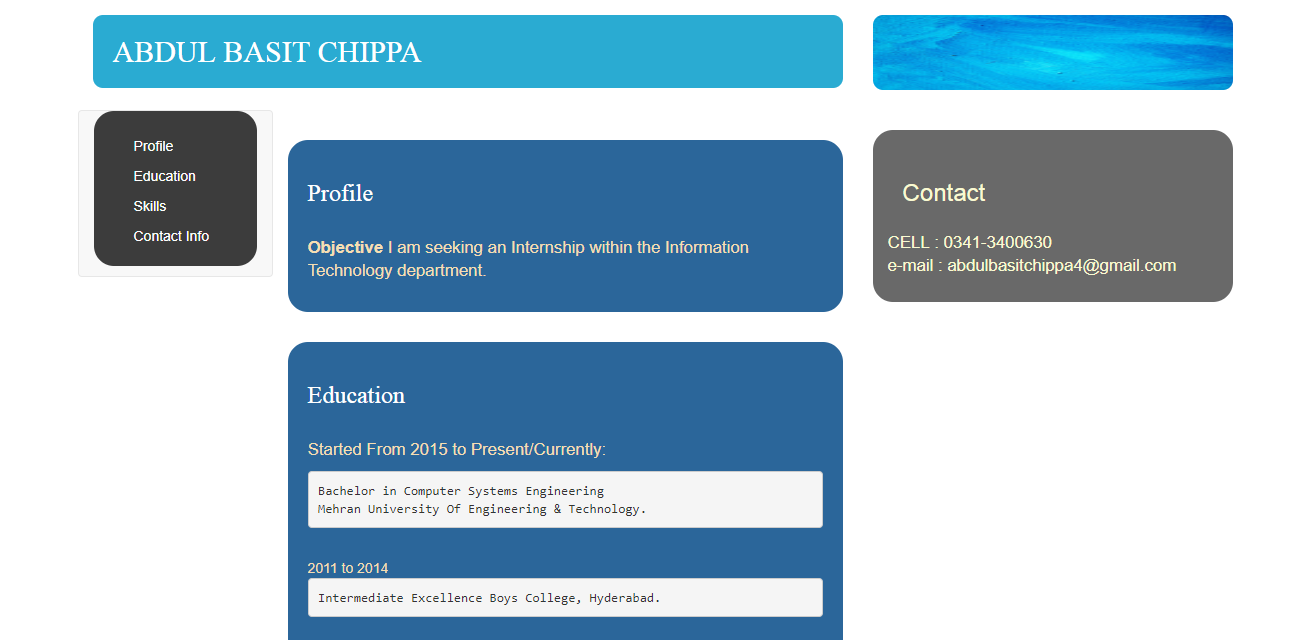 ABDUL BASIT CHIPPA
Profile
Education
Skills
Contact Info
Profile
Objective I am seeking an Internship within the Information
Technology department.
Contact
CELL : 0341-3400630
e-mail : abdulbasitchippa4@gmail.com
Education
Started From 2015 to Present/Currently:
Bachelor in Computer Systems Engineering
Mehran University Of Engineering & Technology.
2011 to 2014
Intermediate Excellence Boys College, Hyderabad.